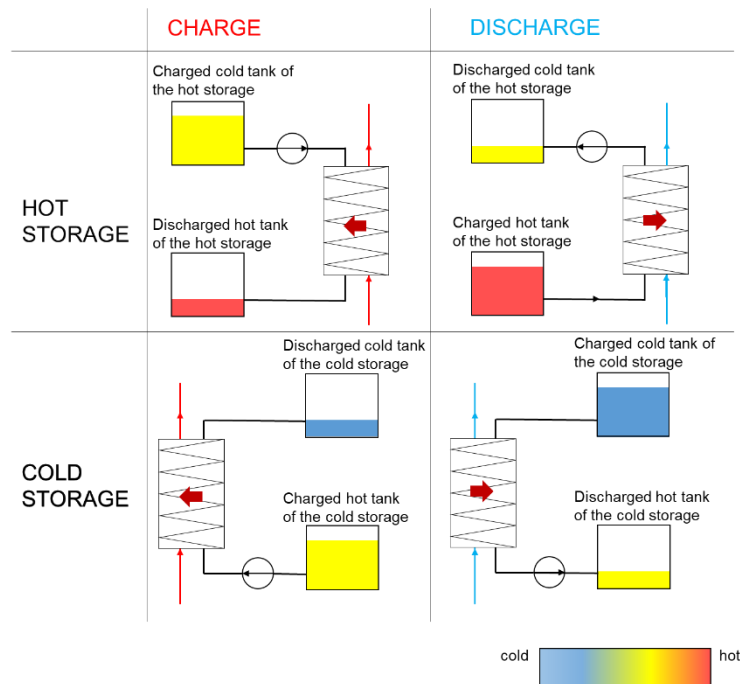 CHARGE
DISCHARGE
Charged cold tank of
the hot storage
Discharged cold tank
of the hot storage
HOT
STORAGE
Discharged hot tank
of the hot storage
Charged hot tank
of the hot storage
Discharged cold tank
of the cold storage
Charged cold tank of
the cold storage
COLD
STORAGE
Charged hot tank
of the cold storage
Discharged hot tank
of the cold storage
cold
hot